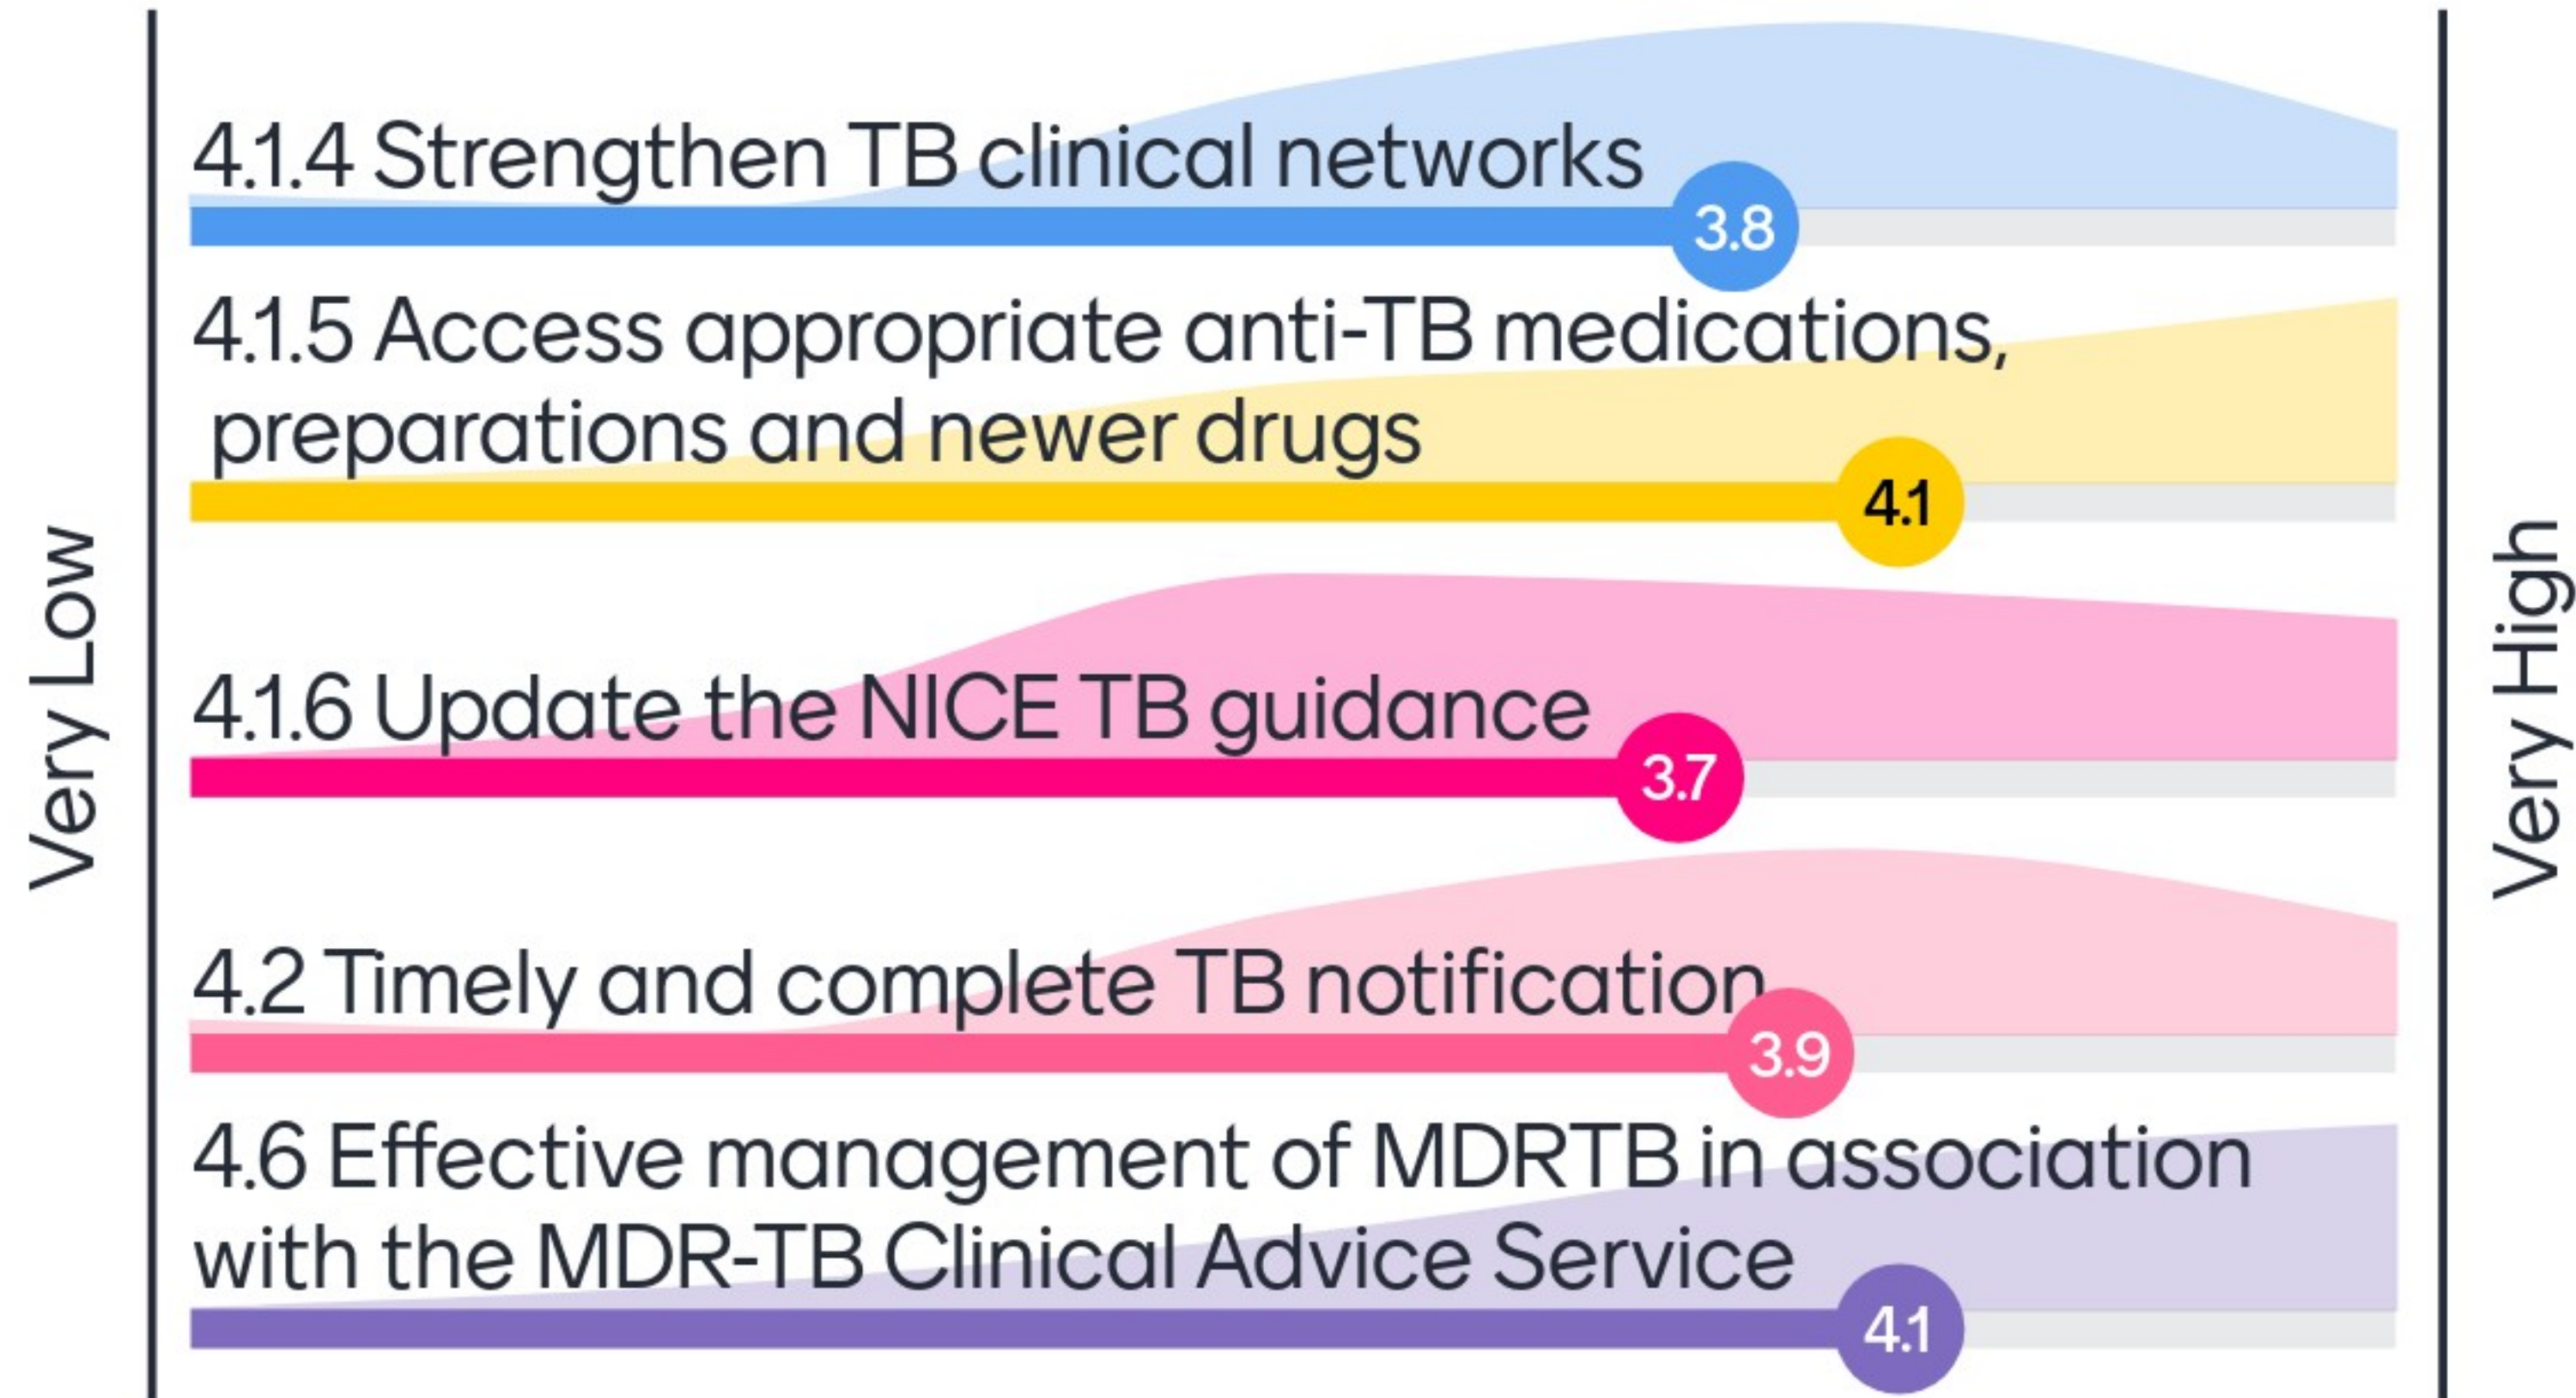 4.1.4 Strengthen TB clinical networks
3.8
4.1.5 Access appropriate anti-TB medications,
preparations and newer drugs
4.1
Very Low
4.1.6 Update the NICE TB guidance
3.7
Very High
4.2 Timely and complete TB notification
3.9
4.6 Effective management of MDRTB in association
with the MDR-TB Clinical Advice Service
4.1